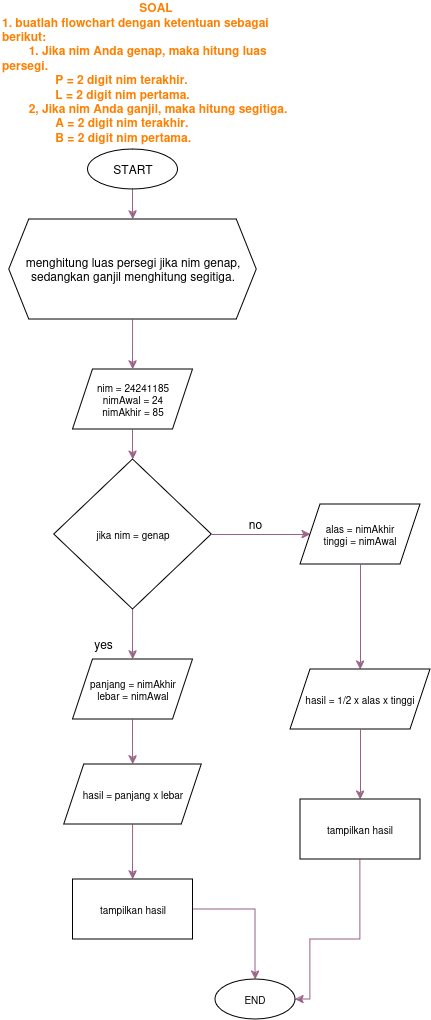 SOAL
1. buatlah flowchart dengan ketentuan sebagai
berikut:
1. Jika nim Anda genap, maka hitung luas
persegi.
P = 2 digit nim terakhir.
L = 2 digit nim pertama.
2, Jika nim Anda ganjil, maka hitung segitiga.
A = 2 digit nim terakhir.
B = 2 digit nim pertama.
START
menghitung luas persegi jika nim genap,
sedangkan ganjil menghitung segitiga.
nim = 24241185
nimAwal = 24
nimAkhir = 85
jika nim = genap
no
alas = nimAkhir
tinggi = nimAwal
yes
panjang = nimAkhir
lebar = nimAwal
hasil = 1/2 x alas x tinggi
hasil = panjang x lebar
tampilkan hasil
tampilkan hasil
END